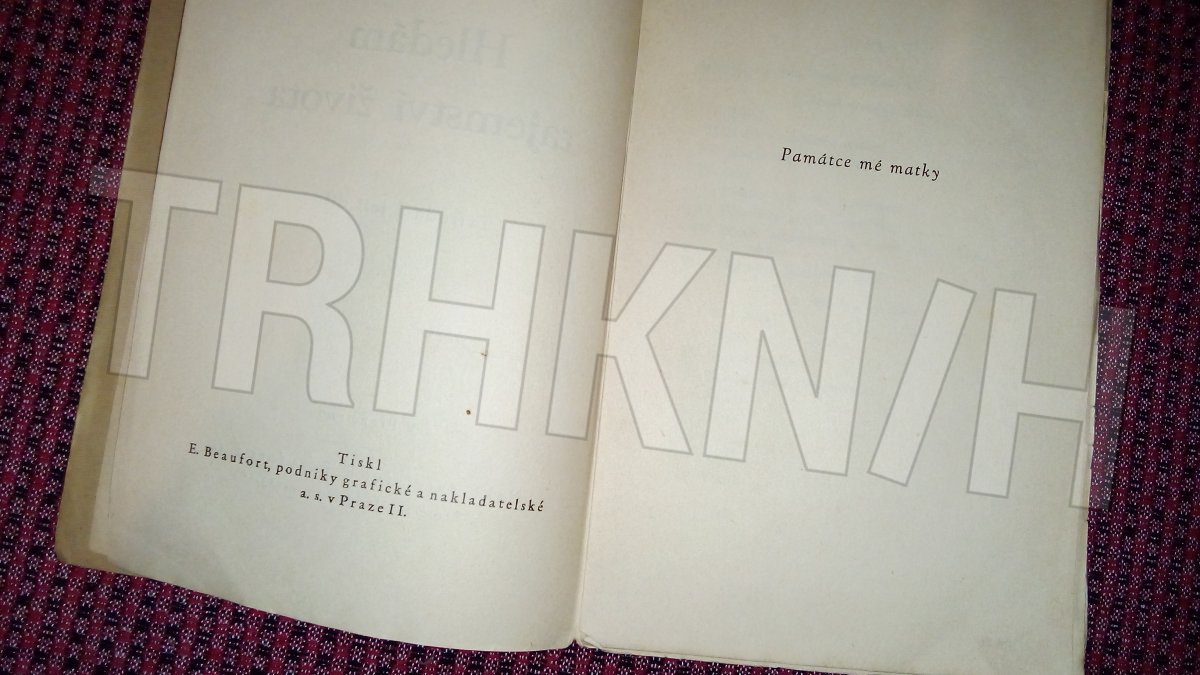 Hledám
tajemství života
Tiskl
E. Beaufort, podniky grafické a nakladatelské
a. s. v Praze II.
Památce mé matky
TRHKNIH